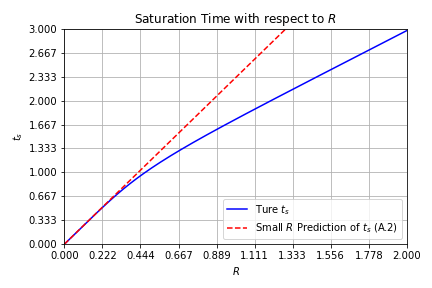 Saturation Time with respect to R
3.000
2.667
2.333
2.000
1.667
1.333
1.000
0.667
0.333
0.000
t_s
Ture t_s
Small R Prediction of t_s (A.2)
0.000 0.222 0.444 0.667 0.889 1.111 1.333 1.556 1.778 2.000
R